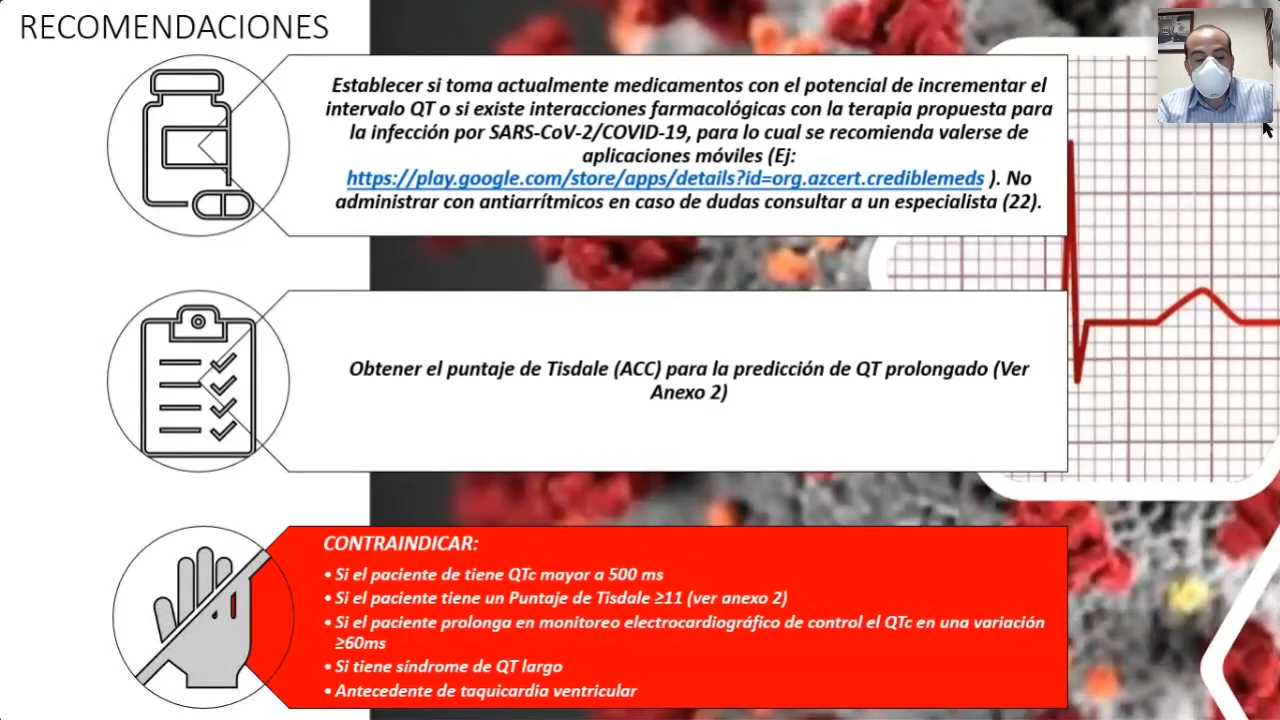 RECOMENDACIONES
Establecer si toma actualmente medicamentos con el potencial de incrementar el
intervalo QT o si existe interacciones farmacológicas con la terapia propuesta para
la infección por SARS-CoV-2/COVID-19, para lo cual se recomienda valerse de
aplicaciones móviles (Ej:
https://play.google.com/store/apps/details?id=org.azcert.crediblemeds ). No
administrar con antiarrítmicos en caso de dudas consultar a un especialista (22).
Obtener el puntaje de Tisdale (ACC) para la predicción de QT prolongado (Ver
Anexo 2)
CONTRAINDICAR:
• Si el paciente de tiene QTc mayor a 500 ms
• Si el paciente tiene un Puntaje de Tisdale ≥11 (ver anexo 2)
• Si el paciente prolonga en monitoreo electrocardiográfico de control el QTc en una variación
≥60ms
• Si tiene síndrome de QT largo
• Antecedente de taquicardia ventricular